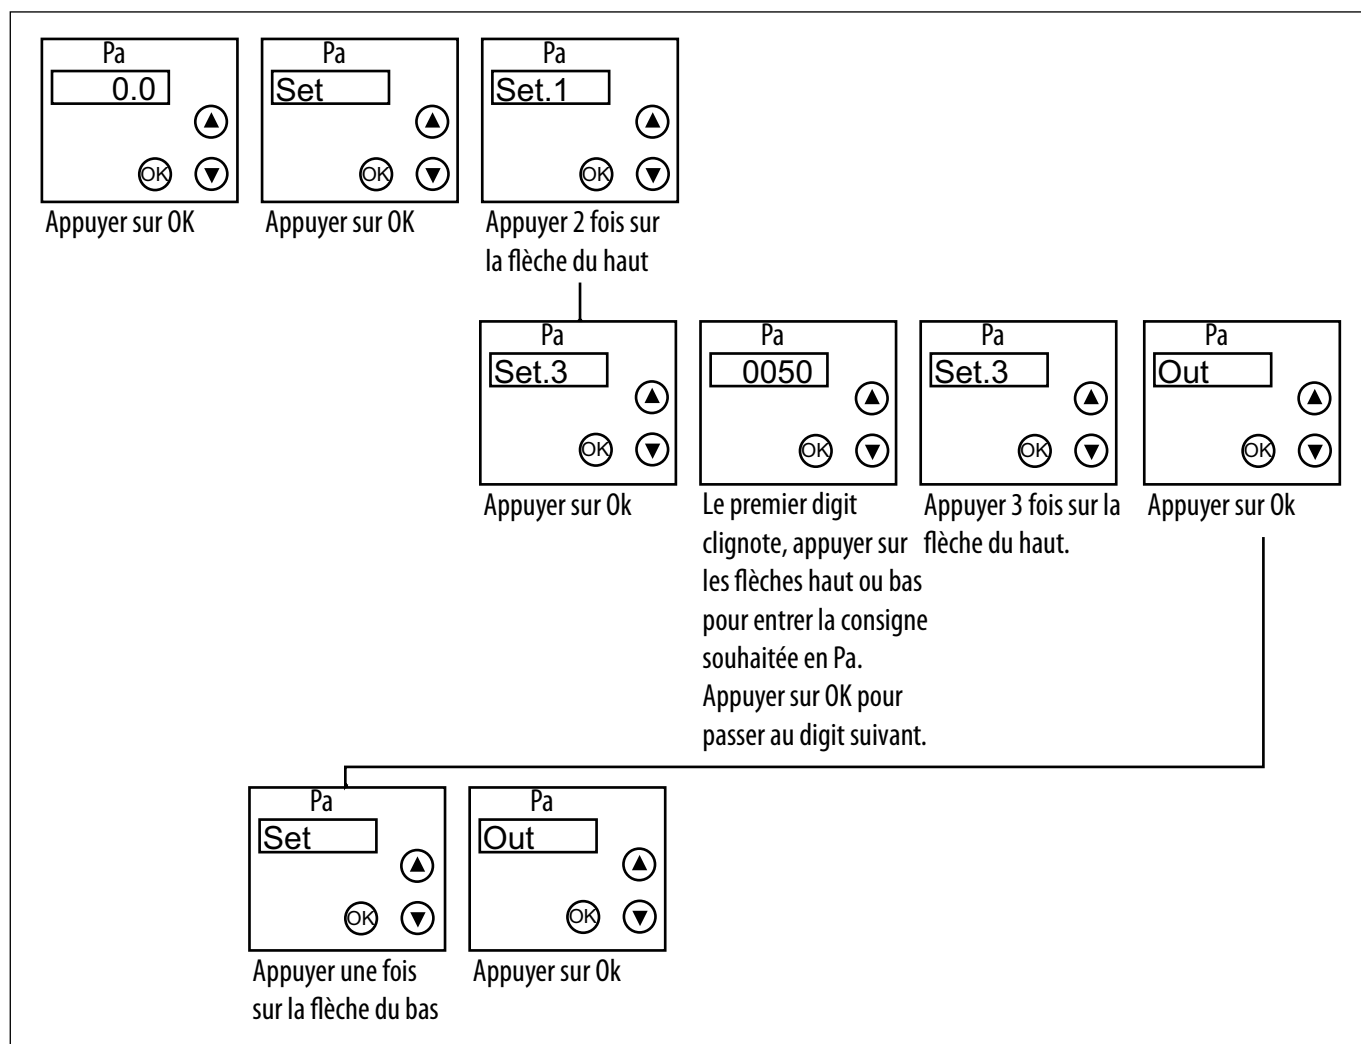 Pa
0.0
OK
Appuyer sur OK
Pa
Set
OK
Appuyer sur OK
Pa
Set.1
OK
Appuyer 2 fois sur
la flèche du haut
Pa
Set.3
OK
Appuyer sur Ok
Pa
0050
OK
Le premier digit
clignote, appuyer sur
les flèches haut ou bas
pour entrer la consigne
souhaitée en Pa.
Appuyer sur OK pour
passer au digit suivant.
Pa
Set.3
OK
Appuyer 3 fois sur la
flèche du haut.
Pa
Out
OK
Appuyer sur Ok
Pa
Set
OK
Appuyer une fois
sur la flèche du bas
Pa
Out
OK
Appuyer sur Ok